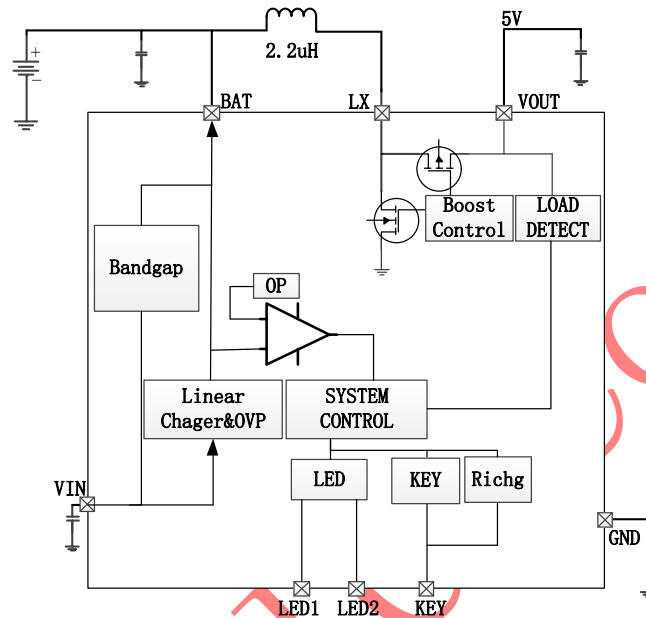 5V
2.2uH
BAT
LX
VOUT
Boost
Control
LOAD
DETECT
Bandgap
OP
Linear
Chager&OVP
SYSTEM
CONTROL
VIN
LED
KEY
Richg
GND
LED1
LED2
KEY